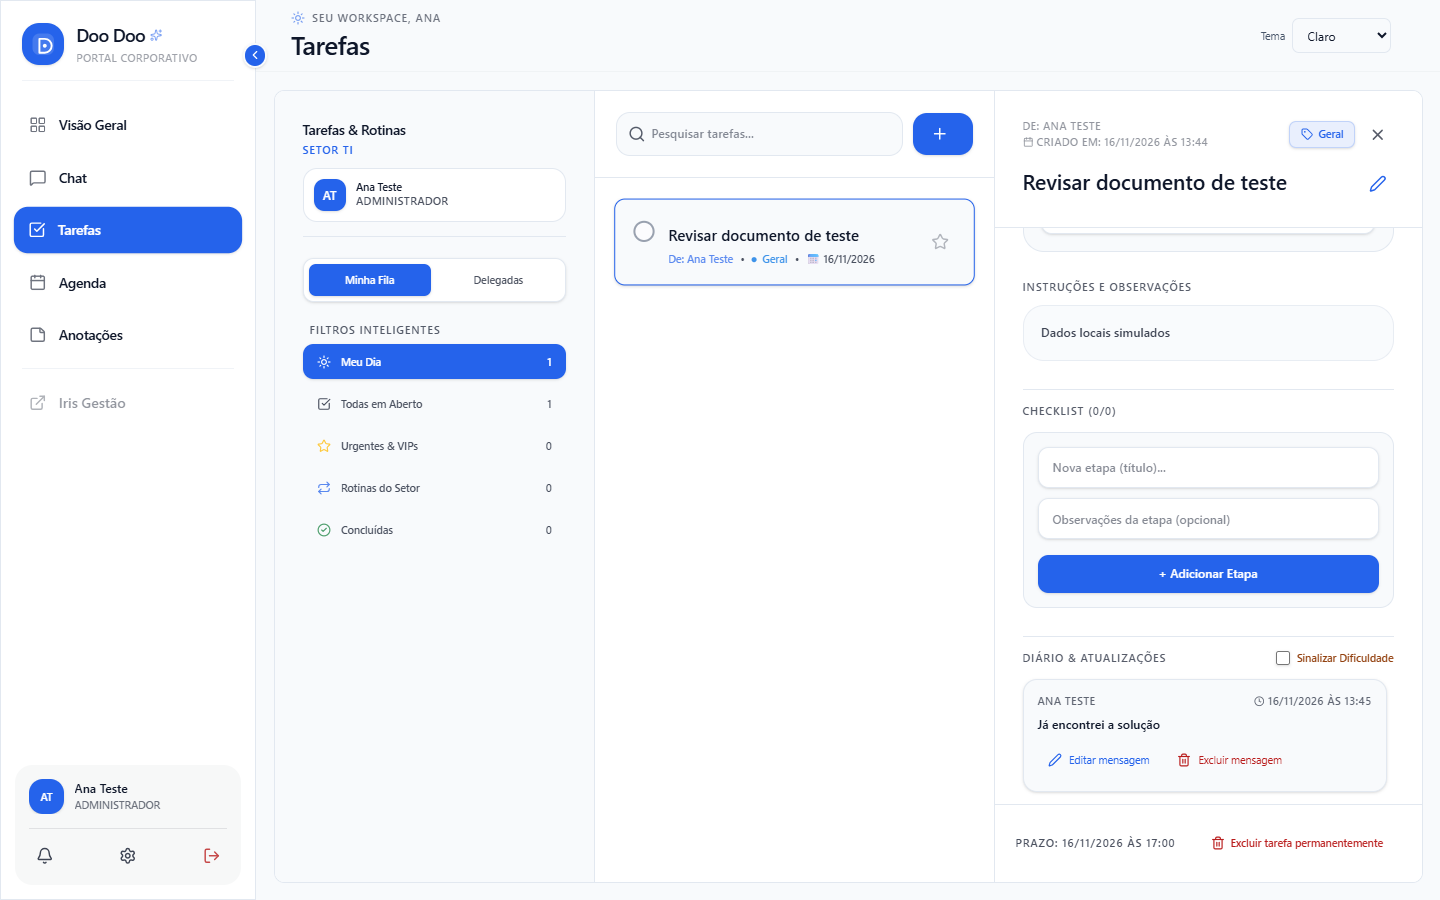 Doo Doo
PORTAL CORPORATIVO
Visão Geral
Chat
Tarefas
Agenda
Anotações
Iris Gestão
AT
Ana Teste
ADMINISTRADOR
SEU WORKSPACE, ANA
Tarefas
Tema
Claro
Tarefas & Rotinas
SETOR TI
AT
Ana Teste
ADMINISTRADOR
Minha Fila
Delegadas
FILTROS INTELIGENTES
Meu Dia 1
Todas em Aberto 1
Urgentes & VIPs 0
Rotinas do Setor 0
Concluídas 0
Pesquisar tarefas...
Revisar documento de teste
De: Ana Teste • Geral • 16/11/2026
DE: ANA TESTE
CRIADO EM: 16/11/2026 ÀS 13:44
Geral
Revisar documento de teste
INSTRUÇÕES E OBSERVAÇÕES
Dados locais simulados
CHECKLIST (0/0)
Nova etapa (título)...
Observações da etapa (opcional)
+ Adicionar Etapa
DIÁRIO & ATUALIZAÇÕES
Sinalizar Dificuldade
ANA TESTE
16/11/2026 ÀS 13:45
Já encontrei a solução
Editar mensagem
Excluir mensagem
PRAZO: 16/11/2026 ÀS 17:00
Excluir tarefa permanentemente